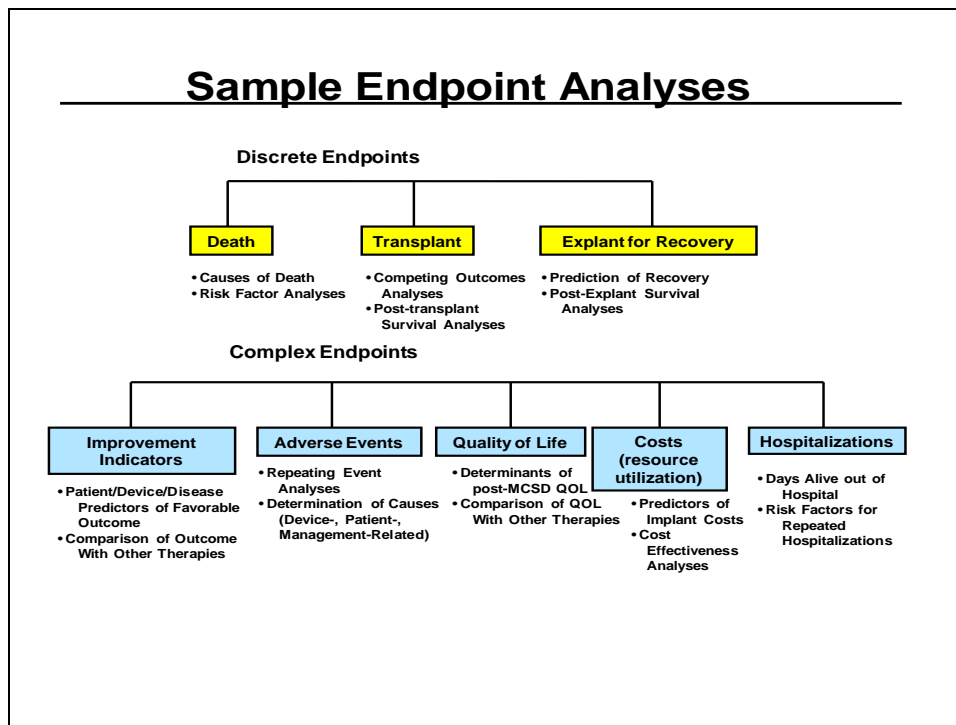 Sample Endpoint Analyses
Discrete Endpoints
Death
• Causes of Death
• Risk Factor Analyses
Transplant
• Competing Outcomes
Analyses
• Post-transplant
Survival Analyses
Explant for Recovery
• Prediction of Recovery
• Post-Explant Survival
Analyses
Complex Endpoints
Improvement
Indicators
• Patient/Device/Disease
Predictors of Favorable
Outcome
• Comparison of Outcome
With Other Therapies
Adverse Events
• Repeating Event
Analyses
• Determination of Causes
(Device-, Patient-,
Management-Related)
Quality of Life
• Determinants of
post-MCSD QOL
• Comparison of QOL
With Other Therapies
Costs
(resource
utilization)
• Predictors of
Implant Costs
• Cost
Effectiveness
Analyses
Hospitalizations
• Days Alive out of
Hospital
• Risk Factors for
Repeated
Hospitalizations